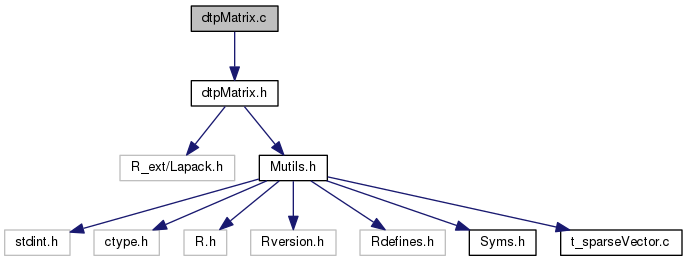 dtpMatrix.c
dtpMatrix.h
R_ext/Lapack.h
Mutils.h
stdint.h
ctype.h
R.h
Rversion.h
Rdefines.h
Syms.h
t_sparseVector.c